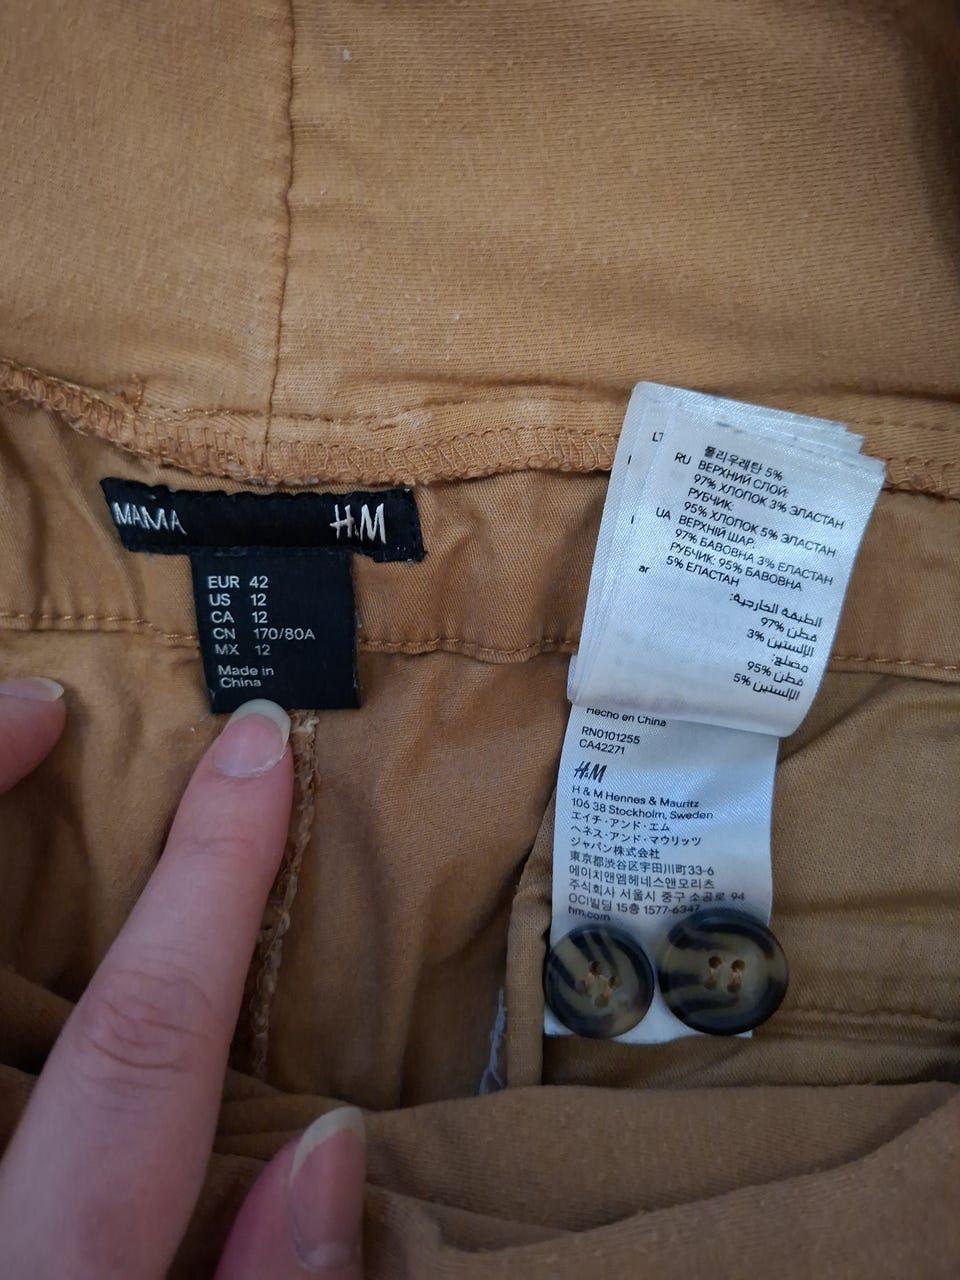 MAMA H&M
EUR 42
US 12
CA 12
CN 170/80A
MX 12
Made in
China
LT
폴리우레탄 5%
RU ВЕРХНИЙ СЛОЙ:
97% ХЛОПОК 3% ЭЛАСТАН
РУБЧИК:
95% ХЛОПОК 5% ЭЛАСТАН
UA ВЕРХНІЙ ШАР:
97% БАВОВНА 3% ЕЛАСТАН
РУБЧИК: 95% БАВОВНА
5% ЕЛАСТАН
ar
الطبقة الخارجية:
قطن 97%
الإلستين 3%
مضلع:
قطن 95%
الإلستين 5%
Hecho en China
RN0101255
CA42271
H&M
H & M Hennes & Mauritz
106 38 Stockholm, Sweden
エイチ・アンド・エム
ヘネス・アンド・マウリッツ
ジャパン株式会社
東京都渋谷区宇田川町33-6
에이치앤엠헤네스앤모리츠
주식회사 서울시 중구 소공로 94
OCI빌딩 15층 1577-6347
hm.com